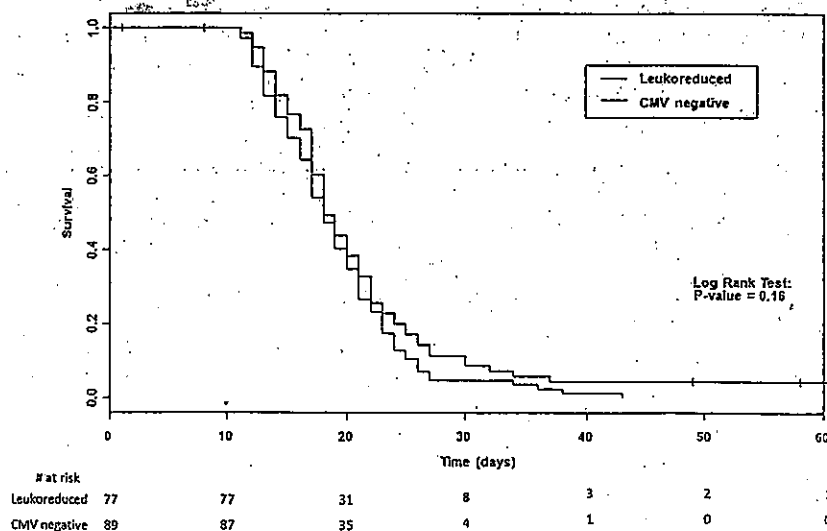 1.0
0.8
0.6
0.4
0.2
0.0
Survival
Leukoreduced
CMV negative
Log Rank Test:
P-value = 0.16
0 10 20 30 40 50 60
Time (days)
# at risk
Leukoreduced 77 77 31 8 3 2
CMV negative 89 87 35 4 1 0